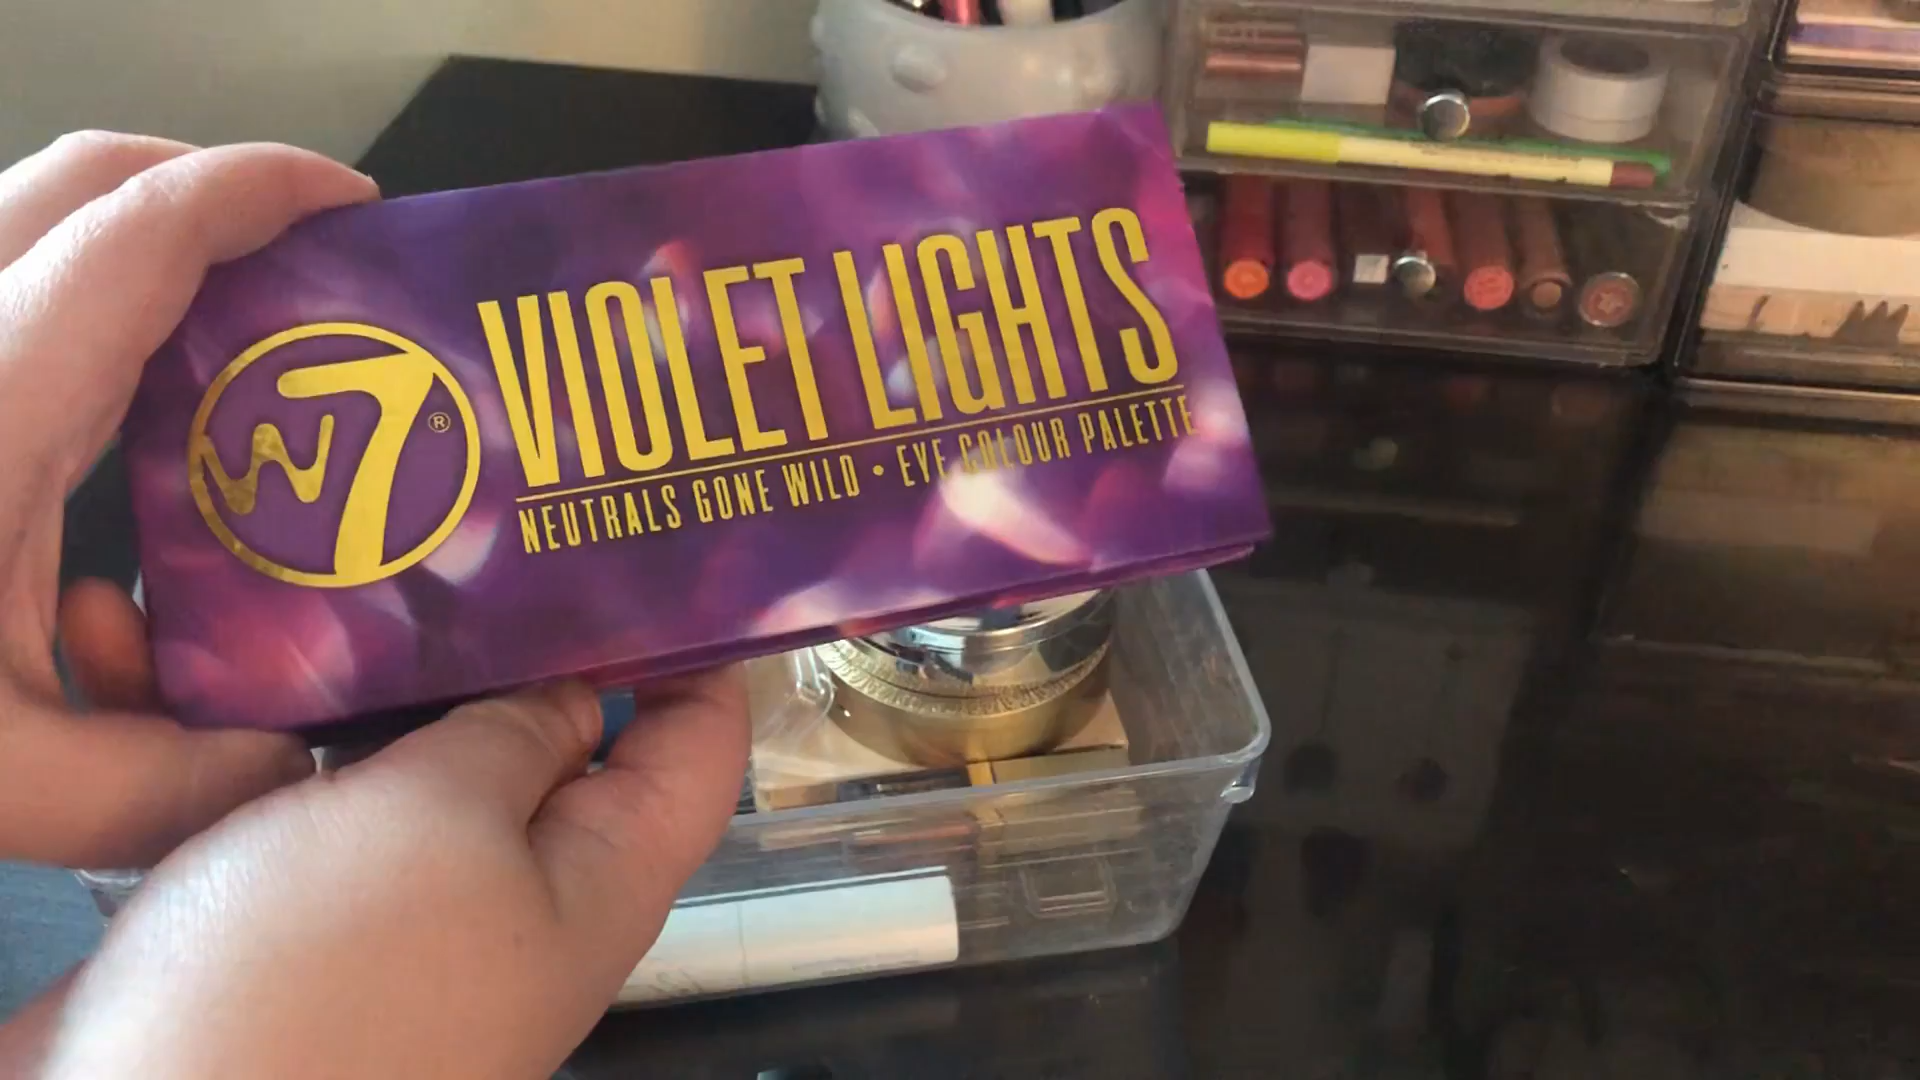 W7®
VIOLET LIGHTS
NEUTRALS GONE WILD • EYE COLOUR PALETTE